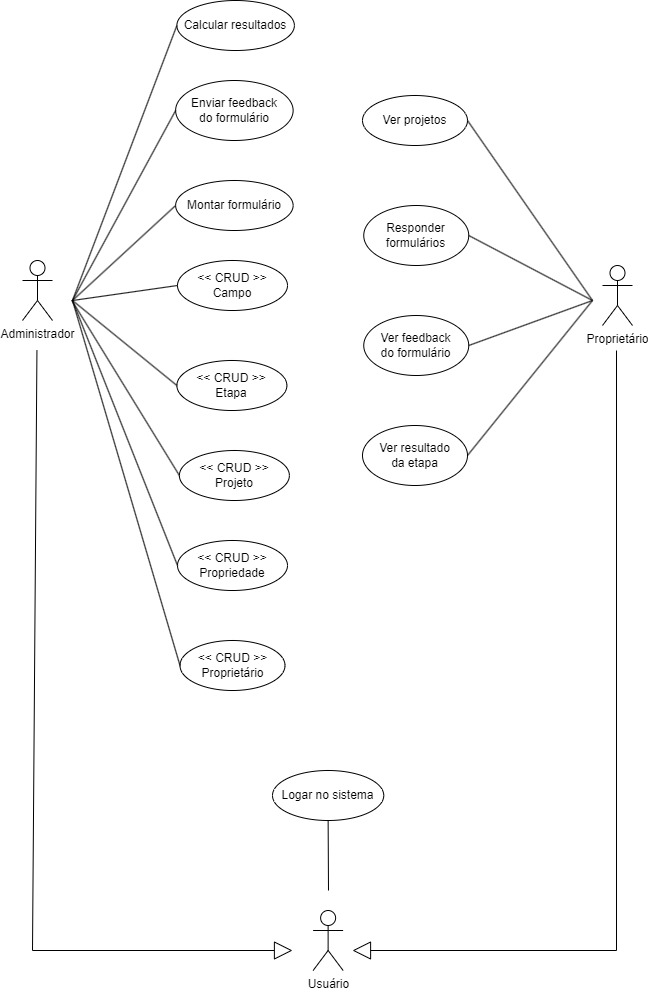 Calcular resultados
Enviar feedback
do formulário
Montar formulário
<< CRUD >>
Campo
Administrador
<< CRUD >>
Etapa
<< CRUD >>
Projeto
<< CRUD >>
Propriedade
<< CRUD >>
Proprietário
Ver projetos
Responder
formulários
Ver feedback
do formulário
Ver resultado
da etapa
Proprietário
Logar no sistema
Usuário